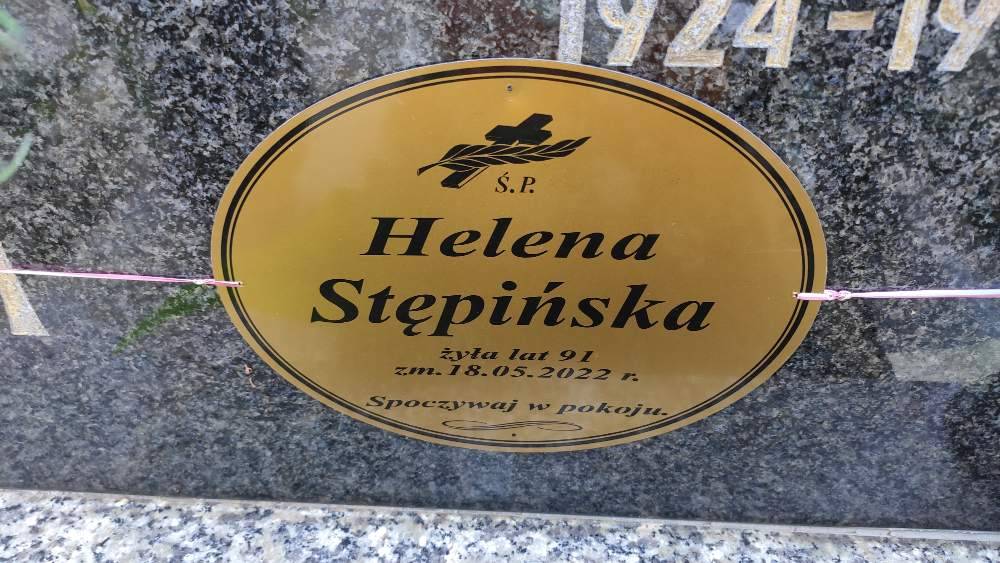 1924-19
Ś.P.
Helena
Stępińska
żyła lat 91
zm.18.05.2022 r.
Spoczywaj w pokoju.